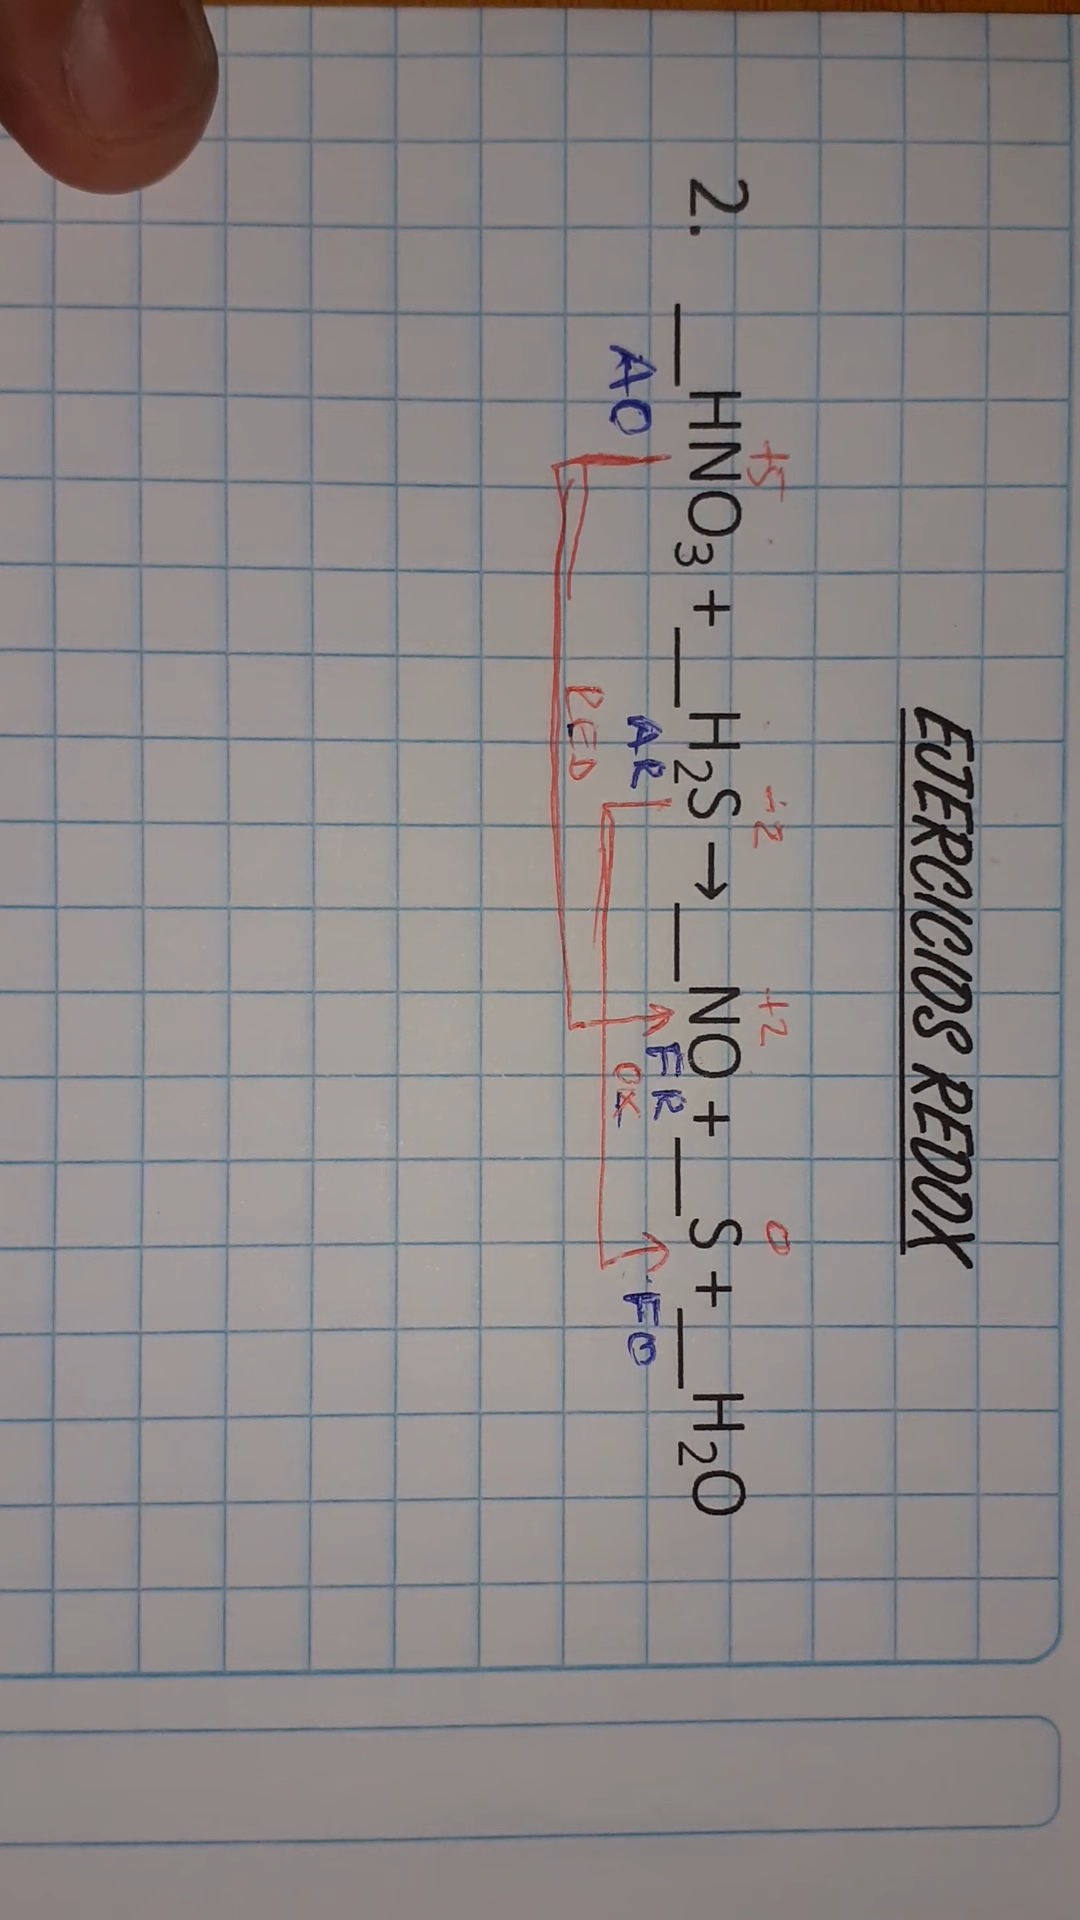 EJERCICIOS REDOX
+5 -2 +2 0
2. __HNO₃ + __H₂S → __NO + __S + __H₂O
AO AR FR FO
RED OX